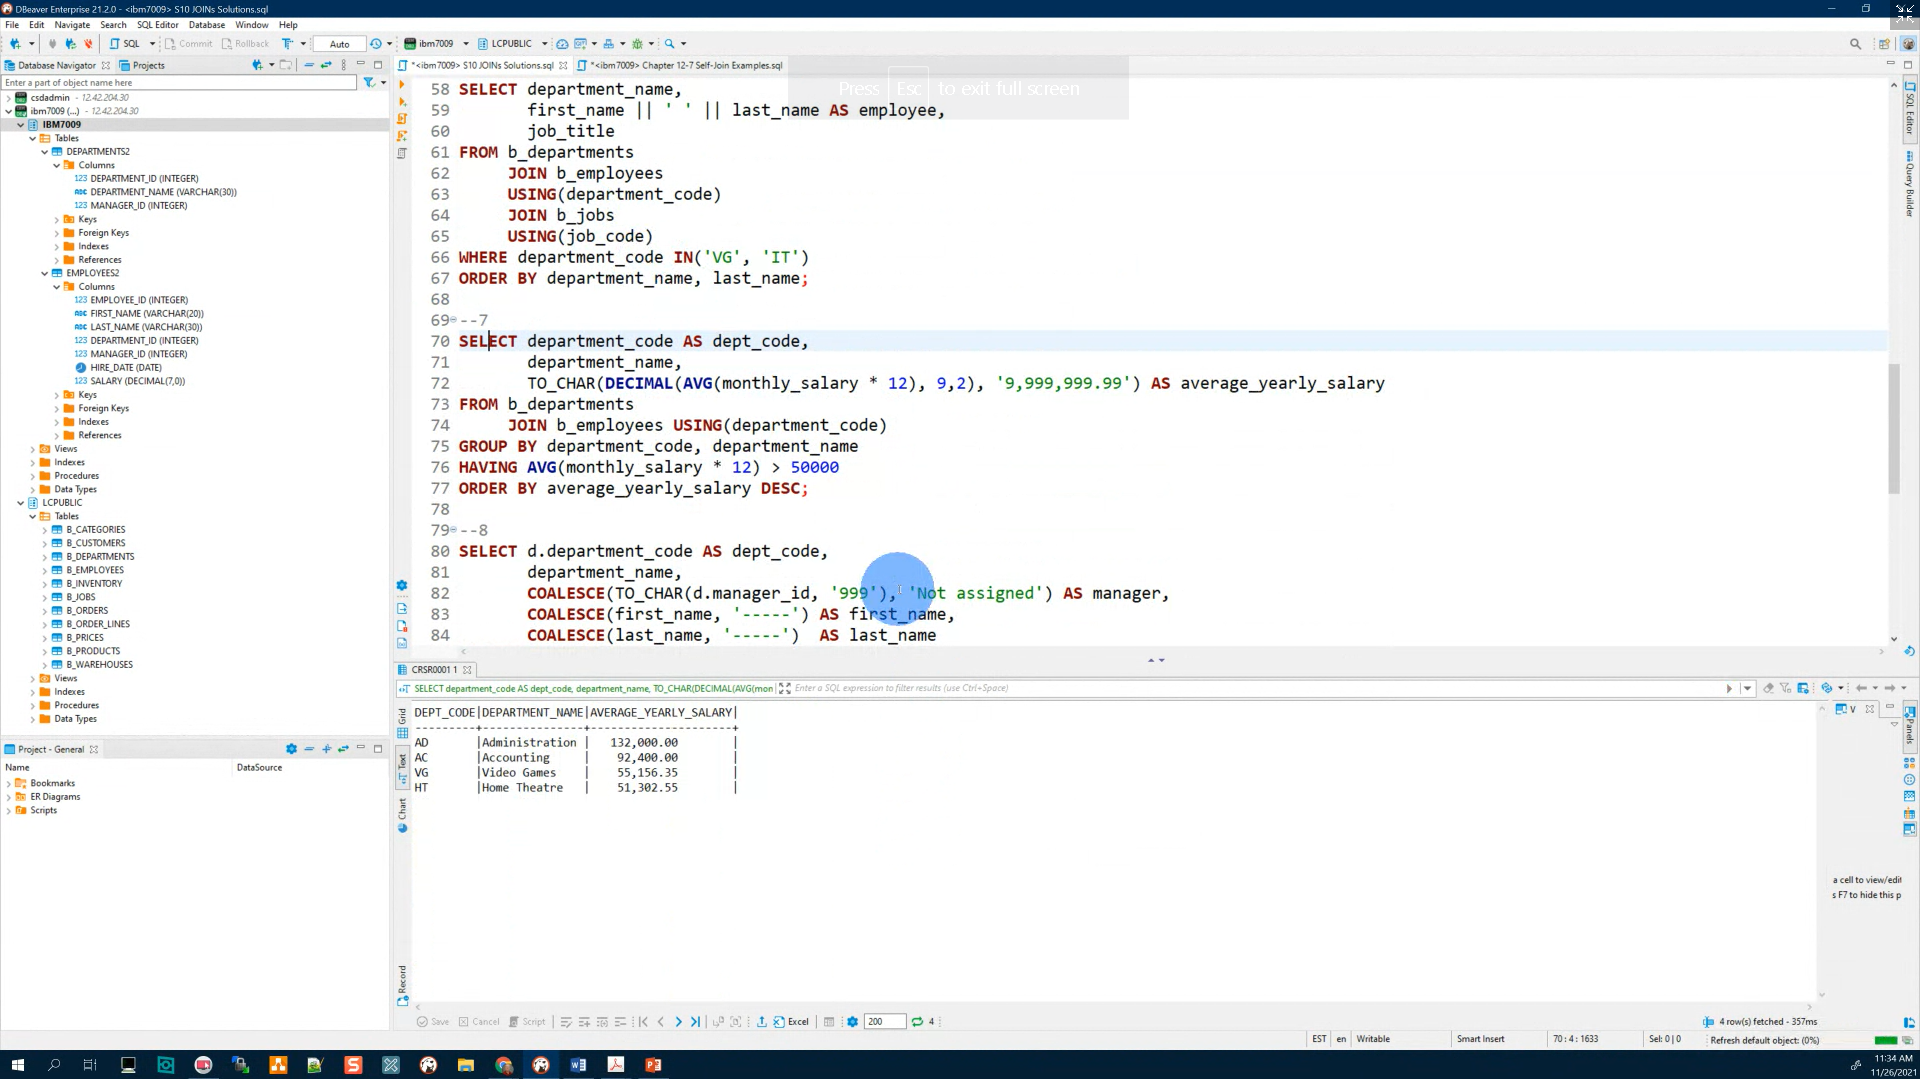 DBeaver Enterprise 21.2.0 - <ibm7009> S10 JOINs Solutions.sql
File Edit Navigate Search SQL Editor Database Window Help
SQL Commit Rollback Auto ibm7009 LCPUBLIC
Database Navigator Projects
*<ibm7009> S10 JOINs Solutions.sql *<ibm7009> Chapter 12-7 Self-Join Examples.sql
Enter a part of object name here
Press Esc to exit full screen
csdadmin - 12.42.204.30
ibm7009 (...) - 12.42.204.30
IBM7009
Tables
DEPARTMENTS2
Columns
DEPARTMENT_ID (INTEGER)
DEPARTMENT_NAME (VARCHAR(30))
MANAGER_ID (INTEGER)
Keys
Foreign Keys
Indexes
References
EMPLOYEES2
Columns
EMPLOYEE_ID (INTEGER)
FIRST_NAME (VARCHAR(20))
LAST_NAME (VARCHAR(30))
DEPARTMENT_ID (INTEGER)
MANAGER_ID (INTEGER)
HIRE_DATE (DATE)
SALARY (DECIMAL(7,0))
Keys
Foreign Keys
Indexes
References
Views
Indexes
Procedures
Data Types
LCPUBLIC
Tables
B_CATEGORIES
B_CUSTOMERS
B_DEPARTMENTS
B_EMPLOYEES
B_INVENTORY
B_JOBS
B_ORDERS
B_ORDER_LINES
B_PRICES
B_PRODUCTS
B_WAREHOUSES
Views
Indexes
Procedures
Data Types
Project - General
Name DataSource
Bookmarks
ER Diagrams
Scripts
58 SELECT department_name,
59 first_name || ' ' || last_name AS employee,
60 job_title
61 FROM b_departments
62 JOIN b_employees
63 USING(department_code)
64 JOIN b_jobs
65 USING(job_code)
66 WHERE department_code IN('VG', 'IT')
67 ORDER BY department_name, last_name;
68
69 --7
70 SELECT department_code AS dept_code,
71 department_name,
72 TO_CHAR(DECIMAL(AVG(monthly_salary * 12), 9,2), '9,999,999.99') AS average_yearly_salary
73 FROM b_departments
74 JOIN b_employees USING(department_code)
75 GROUP BY department_code, department_name
76 HAVING AVG(monthly_salary * 12) > 50000
77 ORDER BY average_yearly_salary DESC;
78
79 --8
80 SELECT d.department_code AS dept_code,
81 department_name,
82 COALESCE(TO_CHAR(d.manager_id, '999'), 'Not assigned') AS manager,
83 COALESCE(first_name, '-----') AS first_name,
84 COALESCE(last_name, '-----') AS last_name
SQL Editor
Query Builder
CRSR0001 1
SELECT department_code AS dept_code, department_name, TO_CHAR(DECIMAL(AVG(mon Enter a SQL expression to filter results (use Ctrl+Space)
Grid
Text
Chart
Record
DEPT_CODE|DEPARTMENT_NAME|AVERAGE_YEARLY_SALARY|
---------+---------------+---------------------+
AD |Administration | 132,000.00 |
AC |Accounting | 92,400.00 |
VG |Video Games | 55,156.35 |
HT |Home Theatre | 51,302.55 |
V
Panels
a cell to view/edit
s F7 to hide this p
Save Cancel Script Excel 200 4
4 row(s) fetched - 357ms
EST en Writable Smart Insert 70 : 4 : 1633 Sel: 0 | 0 Refresh default object: (0%)
11:34 AM
11/26/2021